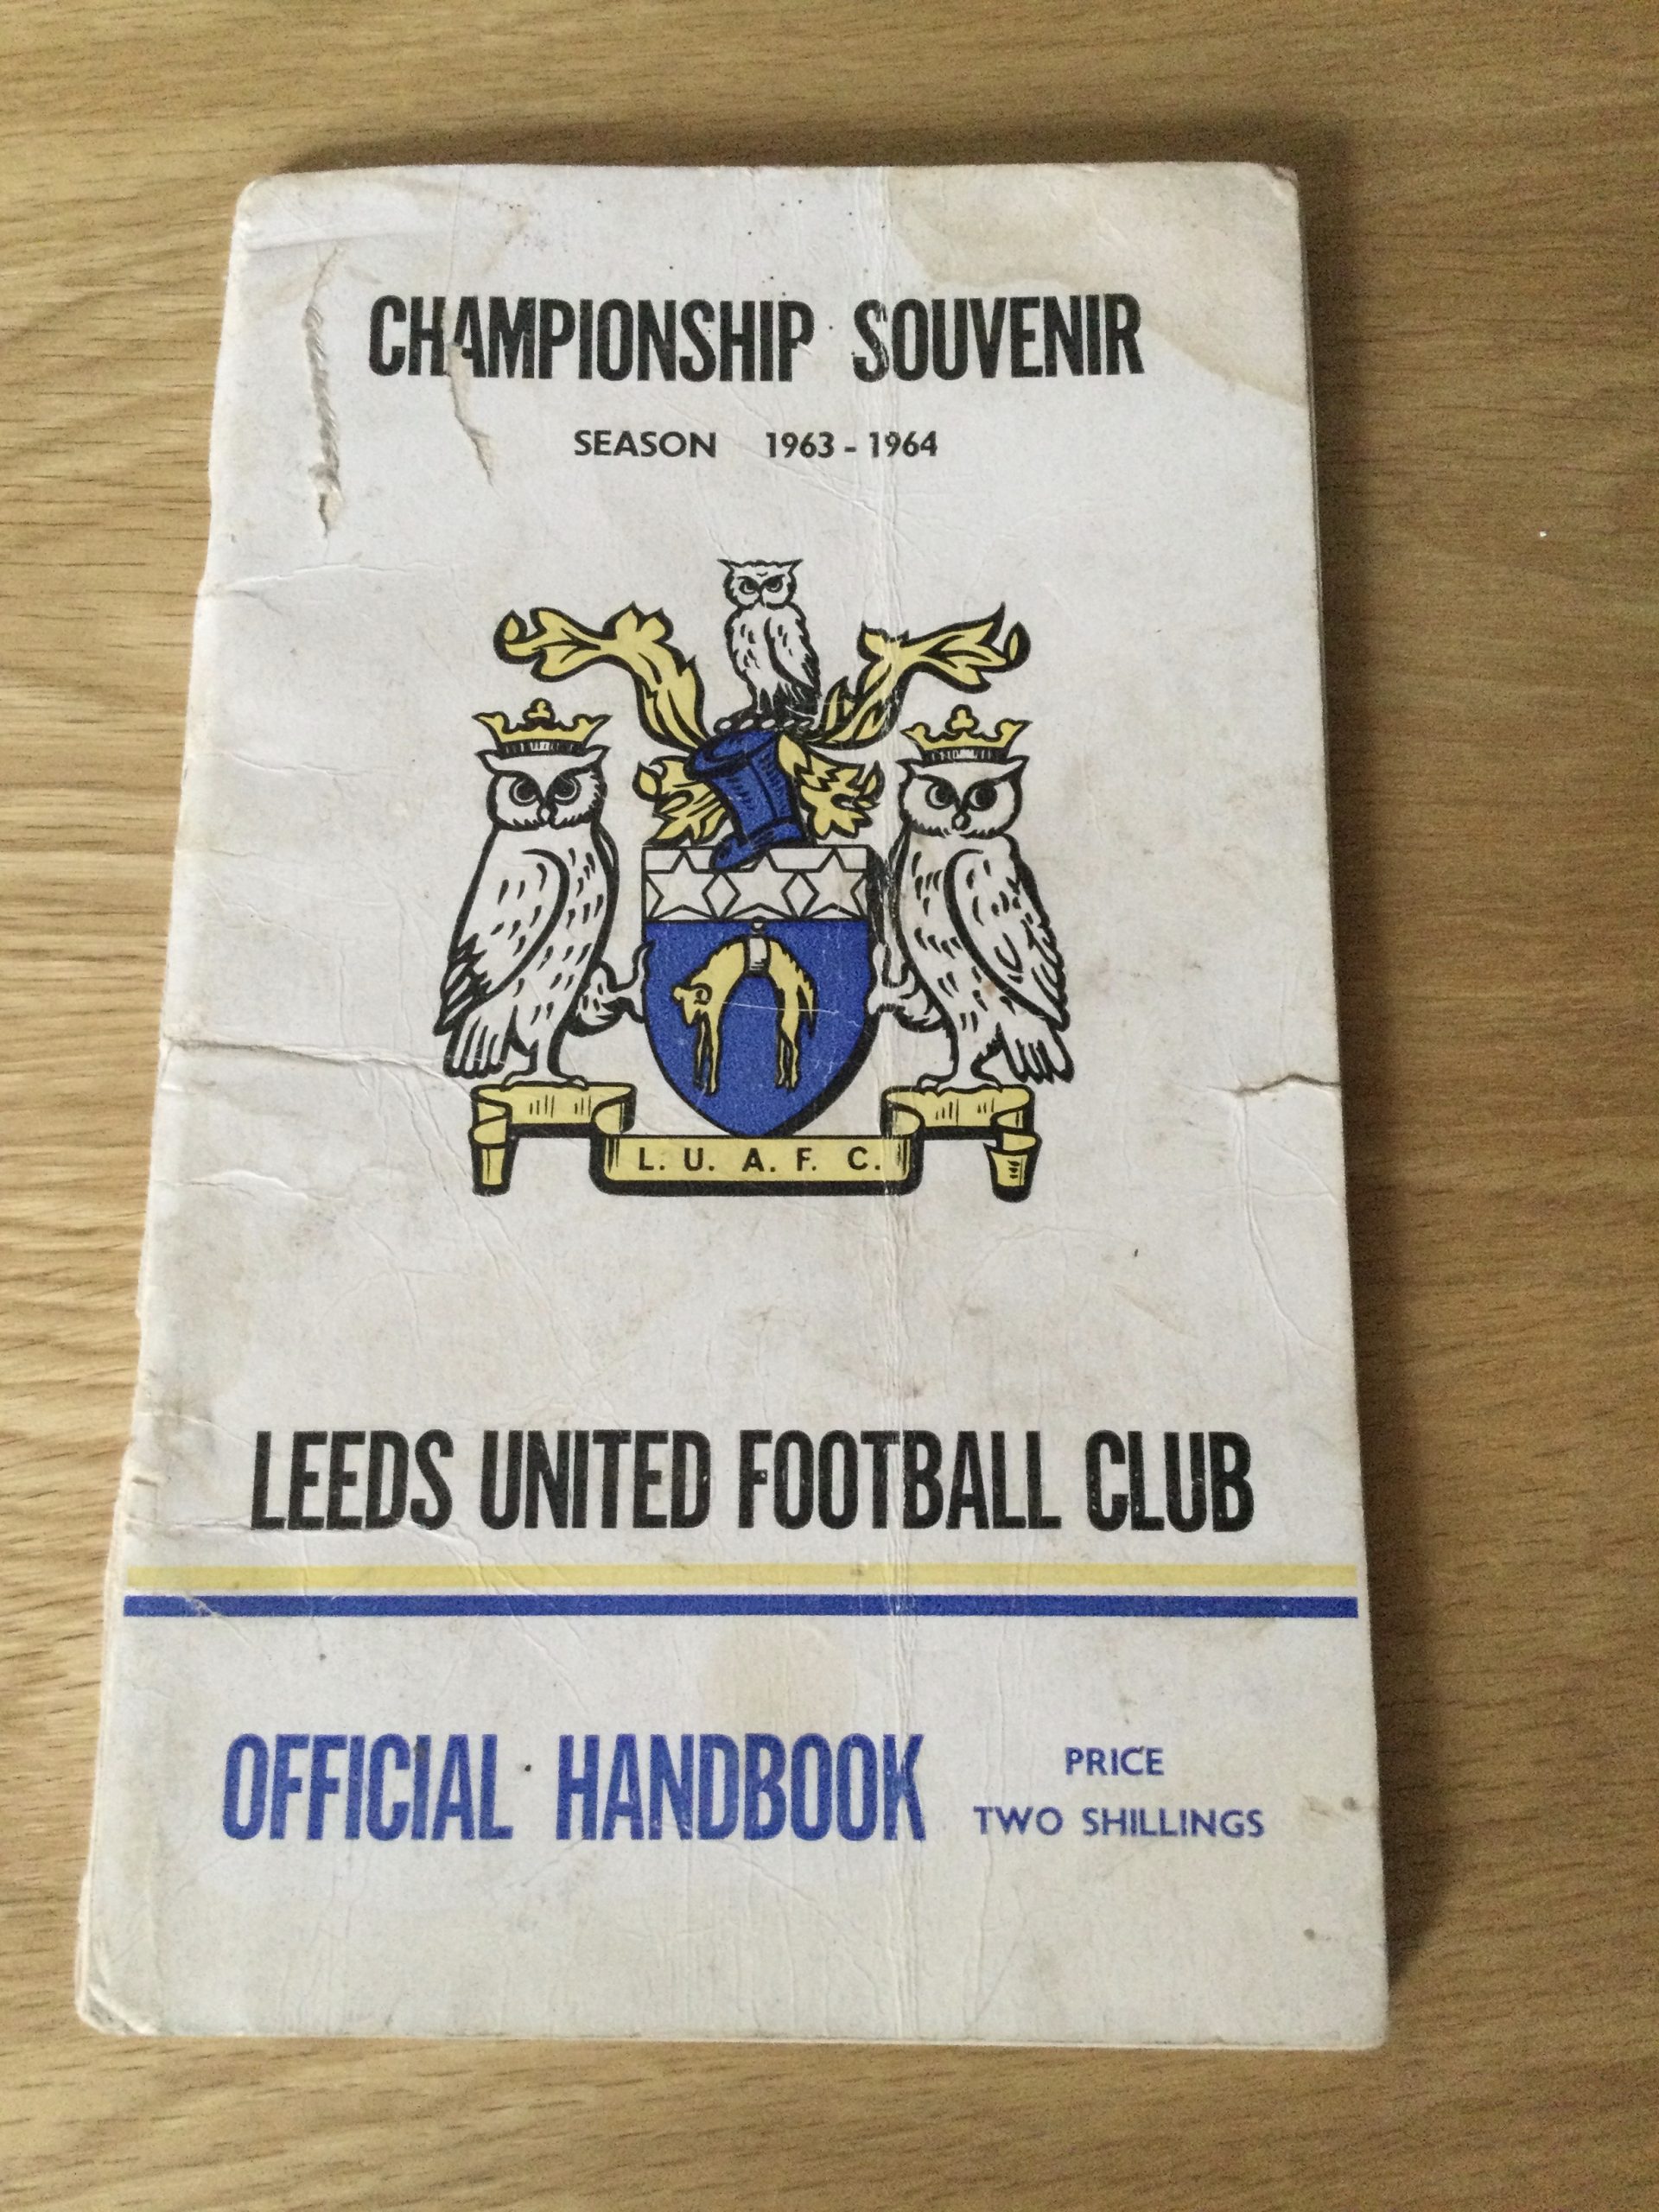 CHAMPIONSHIP SOUVENIR
SEASON 1963 - 1964
L. U. A. F. C.
LEEDS UNITED FOOTBALL CLUB
OFFICIAL HANDBOOK
PRICE
TWO SHILLINGS